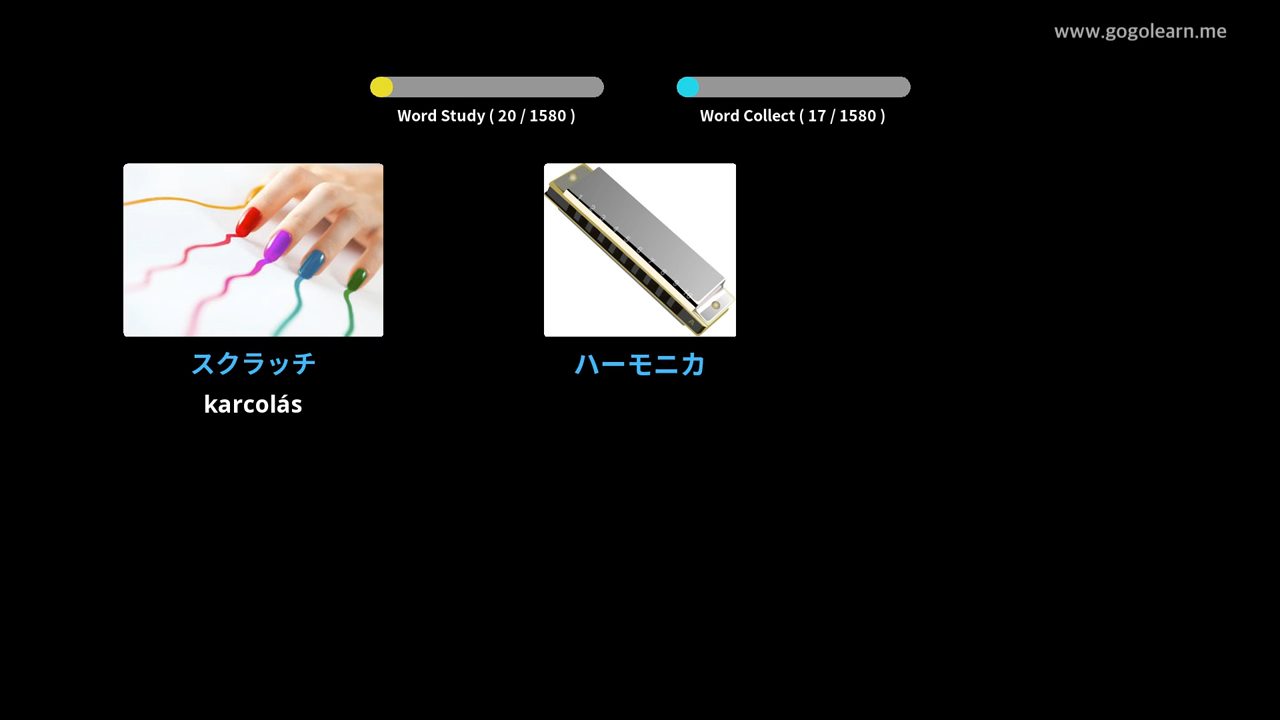 www.gogolearn.me
Word Study ( 20 / 1580 )
Word Collect ( 17 / 1580 )
スクラッチ
karcolás
ハーモニカ